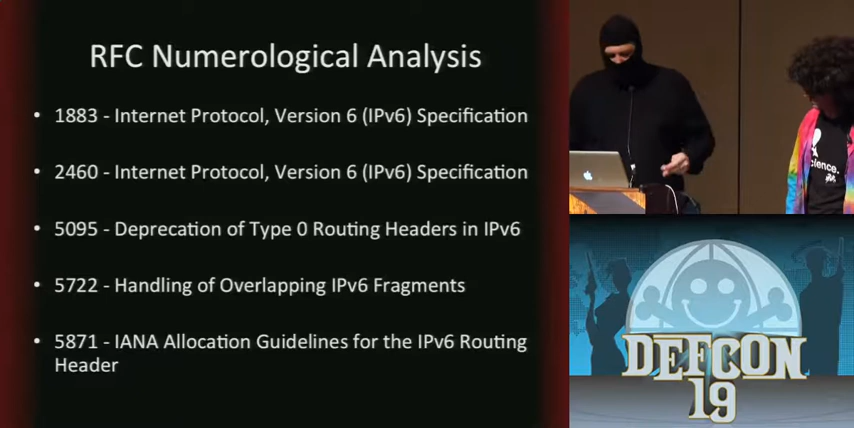 RFC Numerological Analysis
• 1883 - Internet Protocol, Version 6 (IPv6) Specification
• 2460 - Internet Protocol, Version 6 (IPv6) Specification
• 5095 - Deprecation of Type 0 Routing Headers in IPv6
• 5722 - Handling of Overlapping IPv6 Fragments
• 5871 - IANA Allocation Guidelines for the IPv6 Routing
Header
science.
DEFCON
19